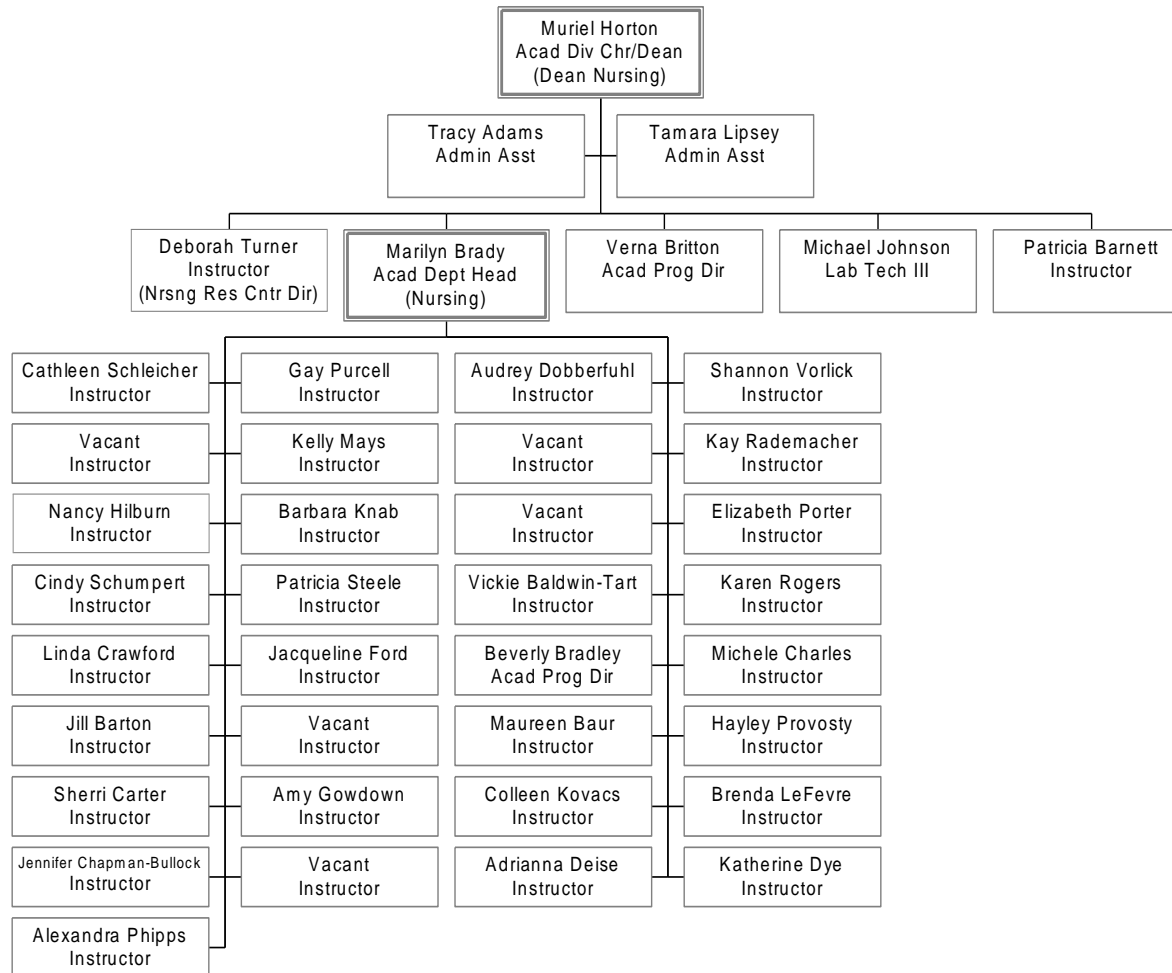 Muriel Horton
Acad Div Chr/Dean
(Dean Nursing)
Tracy Adams
Admin Asst
Tamara Lipsey
Admin Asst
Deborah Turner
Instructor
(Nrsng Res Cntr Dir)
Marilyn Brady
Acad Dept Head
(Nursing)
Verna Britton
Acad Prog Dir
Michael Johnson
Lab Tech III
Patricia Barnett
Instructor
Cathleen Schleicher
Instructor
Gay Purcell
Instructor
Audrey Dobberfuhl
Instructor
Shannon Vorlick
Instructor
Vacant
Instructor
Kelly Mays
Instructor
Vacant
Instructor
Kay Rademacher
Instructor
Nancy Hilburn
Instructor
Barbara Knab
Instructor
Vacant
Instructor
Elizabeth Porter
Instructor
Cindy Schumpert
Instructor
Patricia Steele
Instructor
Vickie Baldwin-Tart
Instructor
Karen Rogers
Instructor
Linda Crawford
Instructor
Jacqueline Ford
Instructor
Beverly Bradley
Acad Prog Dir
Michele Charles
Instructor
Jill Barton
Instructor
Vacant
Instructor
Maureen Baur
Instructor
Hayley Provosty
Instructor
Sherri Carter
Instructor
Amy Gowdown
Instructor
Colleen Kovacs
Instructor
Brenda LeFevre
Instructor
Jennifer Chapman-Bullock
Instructor
Vacant
Instructor
Adrianna Deise
Instructor
Katherine Dye
Instructor
Alexandra Phipps
Instructor